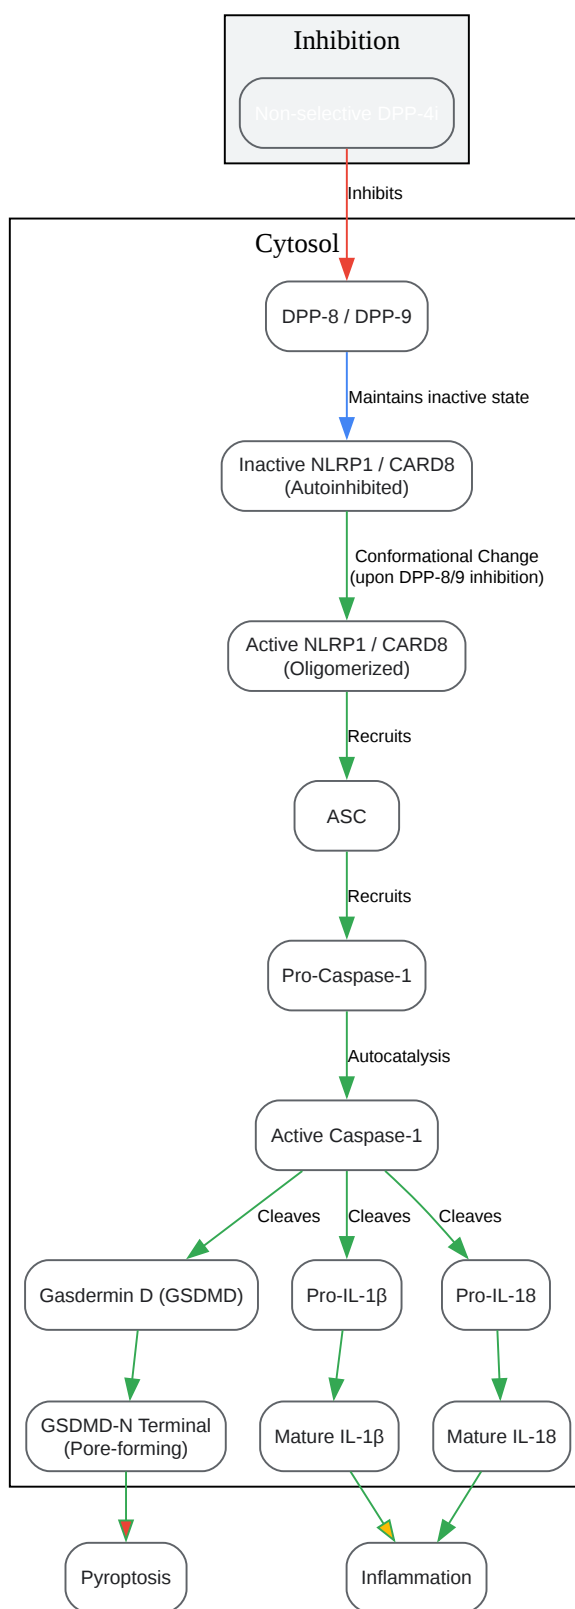 Inhibition
Non-selective DPP-4i
Inhibits
Cytosol
DPP-8 / DPP-9
Maintains inactive state
Inactive NLRP1 / CARD8
(Autoinhibited)
Conformational Change
(upon DPP-8/9 inhibition)
Active NLRP1 / CARD8
(Oligomerized)
Recruits
ASC
Recruits
Pro-Caspase-1
Autocatalysis
Active Caspase-1
Cleaves
Cleaves
Cleaves
Gasdermin D (GSDMD)
Pro-IL-1β
Pro-IL-18
GSDMD-N Terminal
(Pore-forming)
Mature IL-1β
Mature IL-18
Pyroptosis
Inflammation